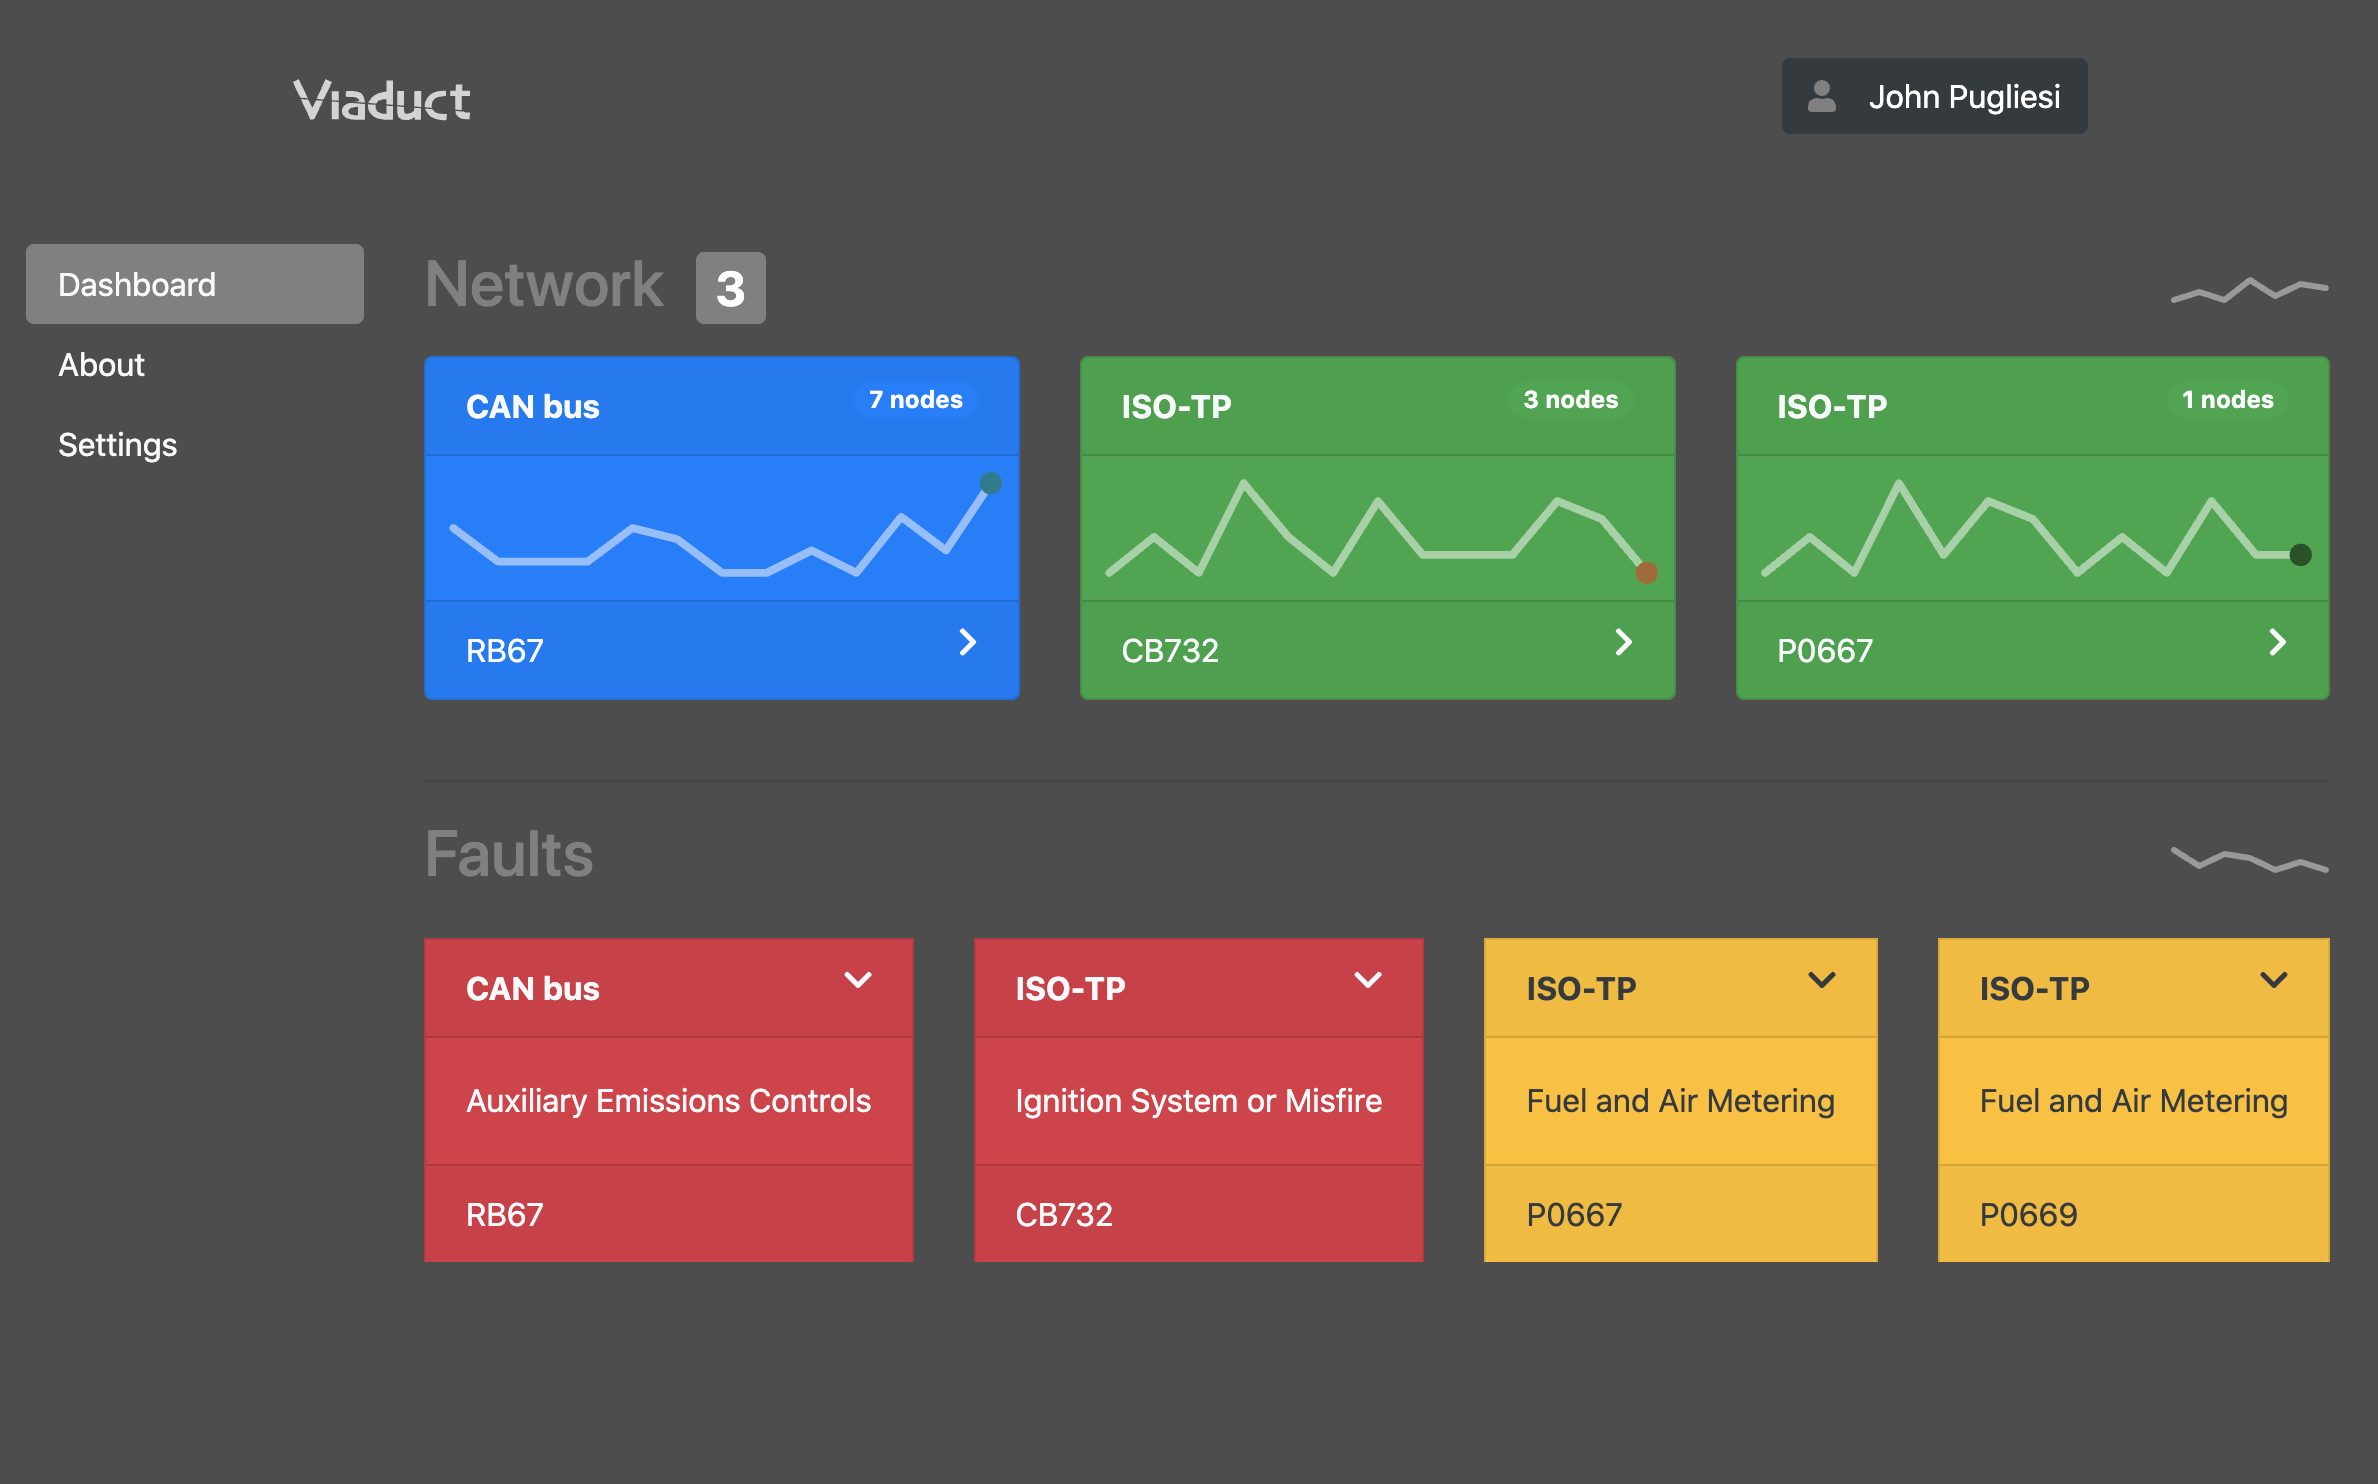 Viaduct
John Pugliesi
Dashboard
About
Settings
Network 3
CAN bus 7 nodes
RB67
ISO-TP 3 nodes
CB732
ISO-TP 1 nodes
P0667
Faults
CAN bus
Auxiliary Emissions Controls
RB67
ISO-TP
Ignition System or Misfire
CB732
ISO-TP
Fuel and Air Metering
P0667
ISO-TP
Fuel and Air Metering
P0669